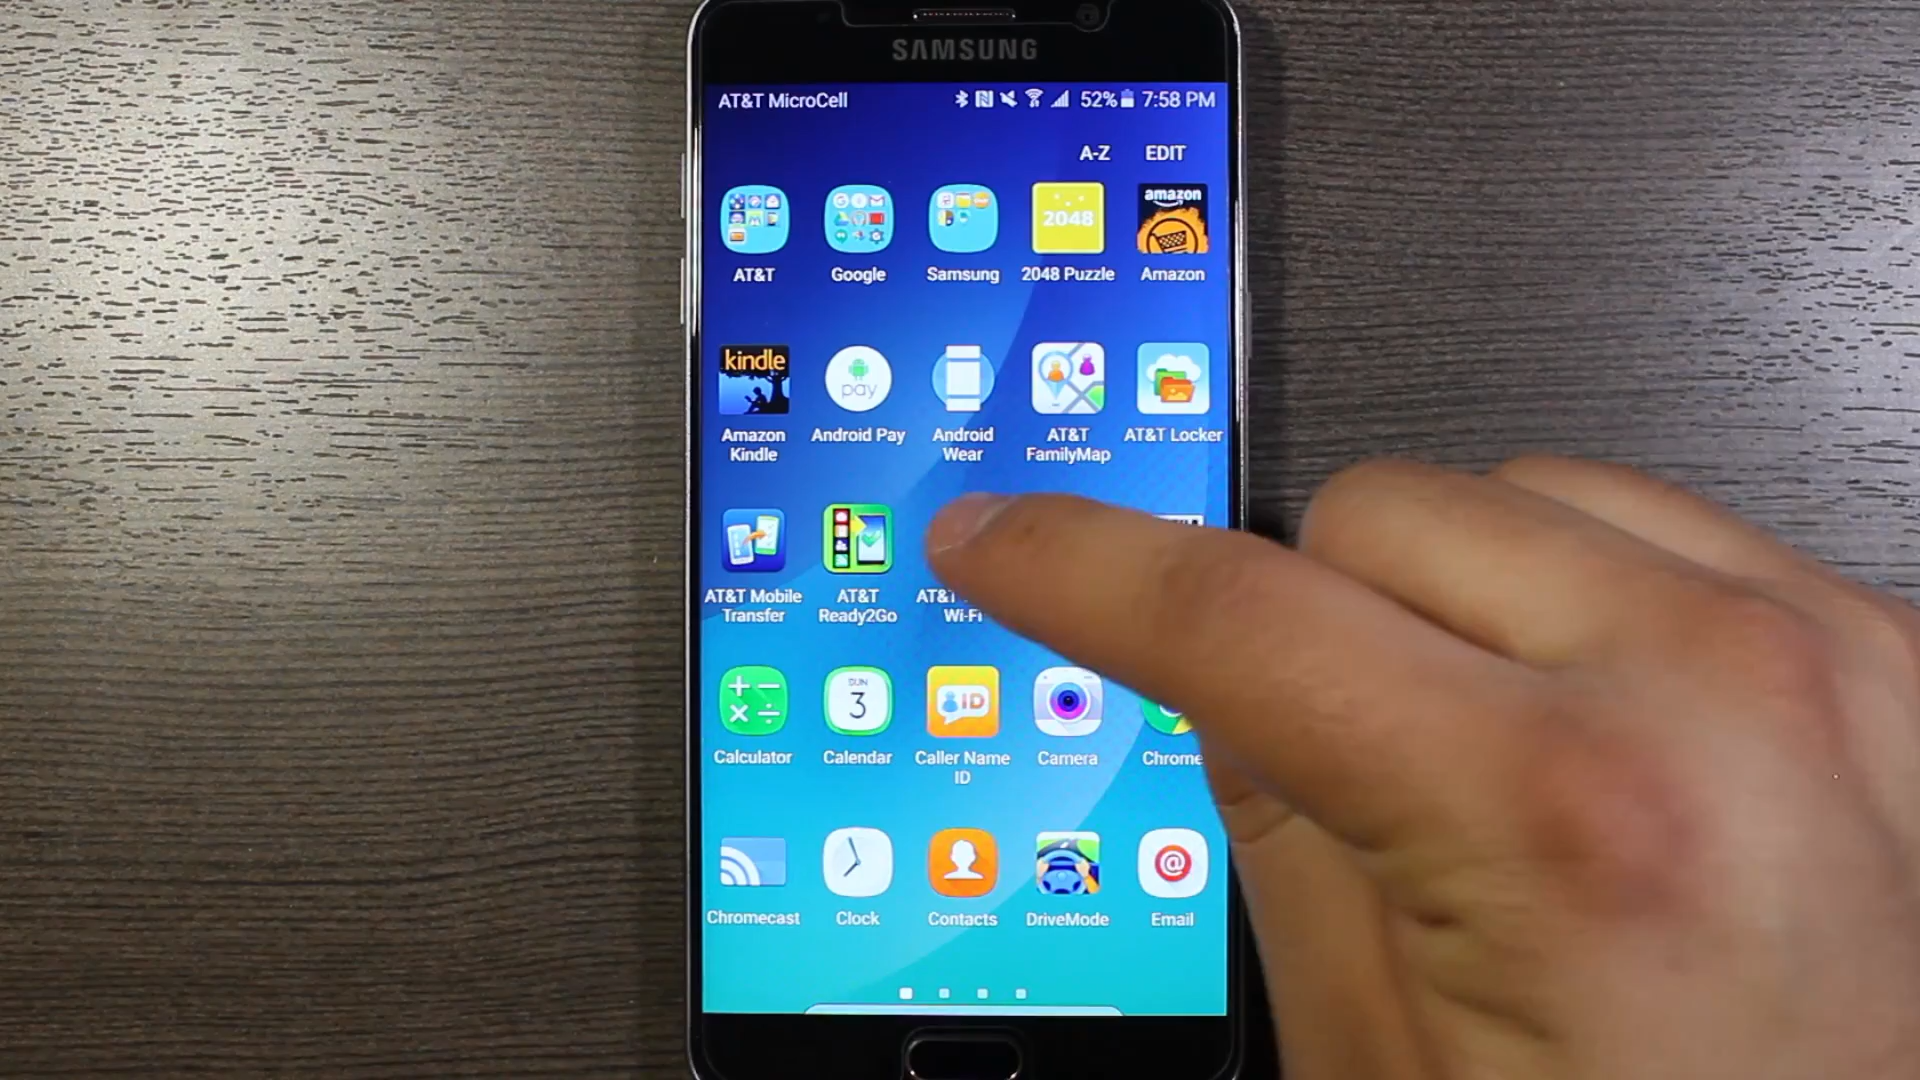 SAMSUNG
AT&T MicroCell 52% 7:58 PM
A-Z EDIT
2048
amazon
AT&T Google Samsung 2048 Puzzle Amazon
kindle
pay
Amazon Kindle
Android Pay
Android Wear
AT&T FamilyMap
AT&T Locker
AT&T Mobile Transfer
AT&T Ready2Go
AT&T
Wi-Fi
SUN
3
ID
Calculator
Calendar
Caller Name ID
Camera
Chrome
@
Chromecast Clock Contacts DriveMode Email